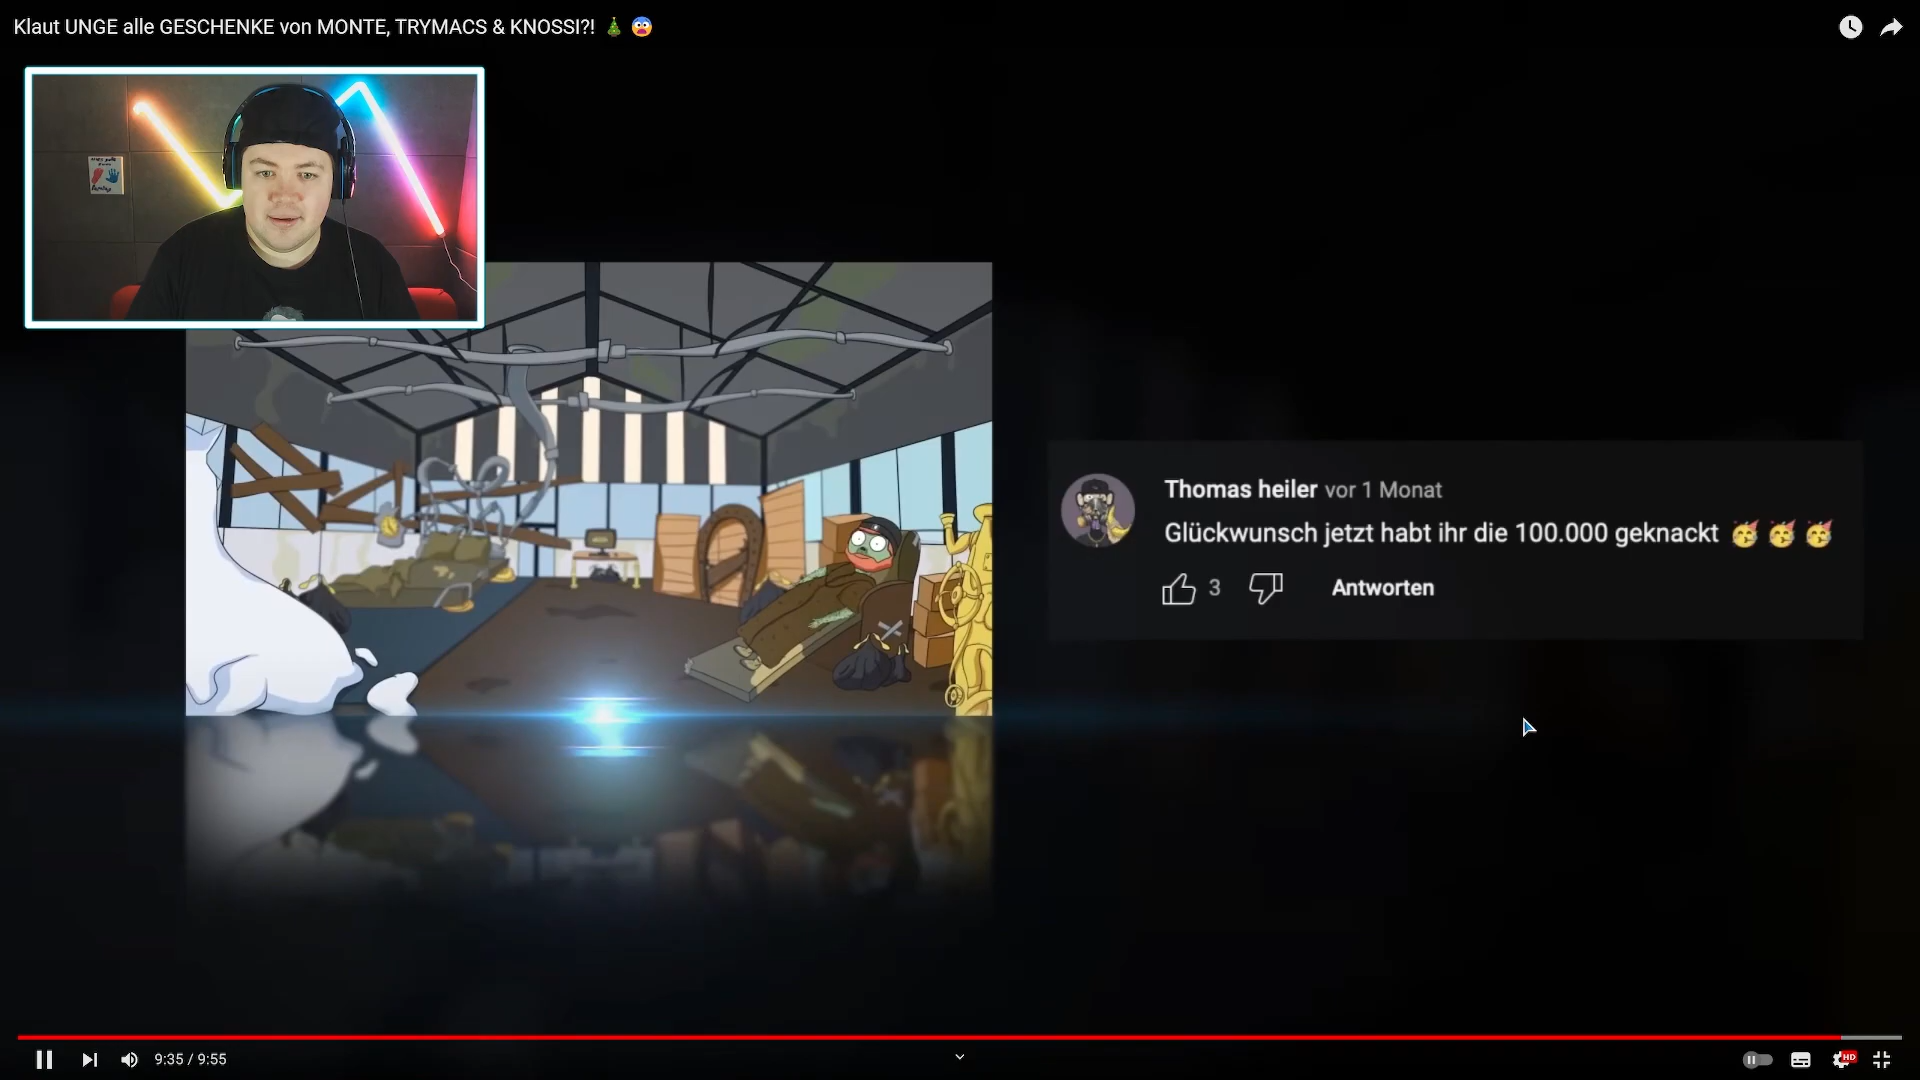 Klaut UNGE alle GESCHENKE von MONTE, TRYMACS & KNOSSI?! 🎄 😨
Thomas heiler vor 1 Monat
Glückwunsch jetzt habt ihr die 100.000 geknackt 🥳 🥳 🥳
3 Antworten
9:35 / 9:55
HD